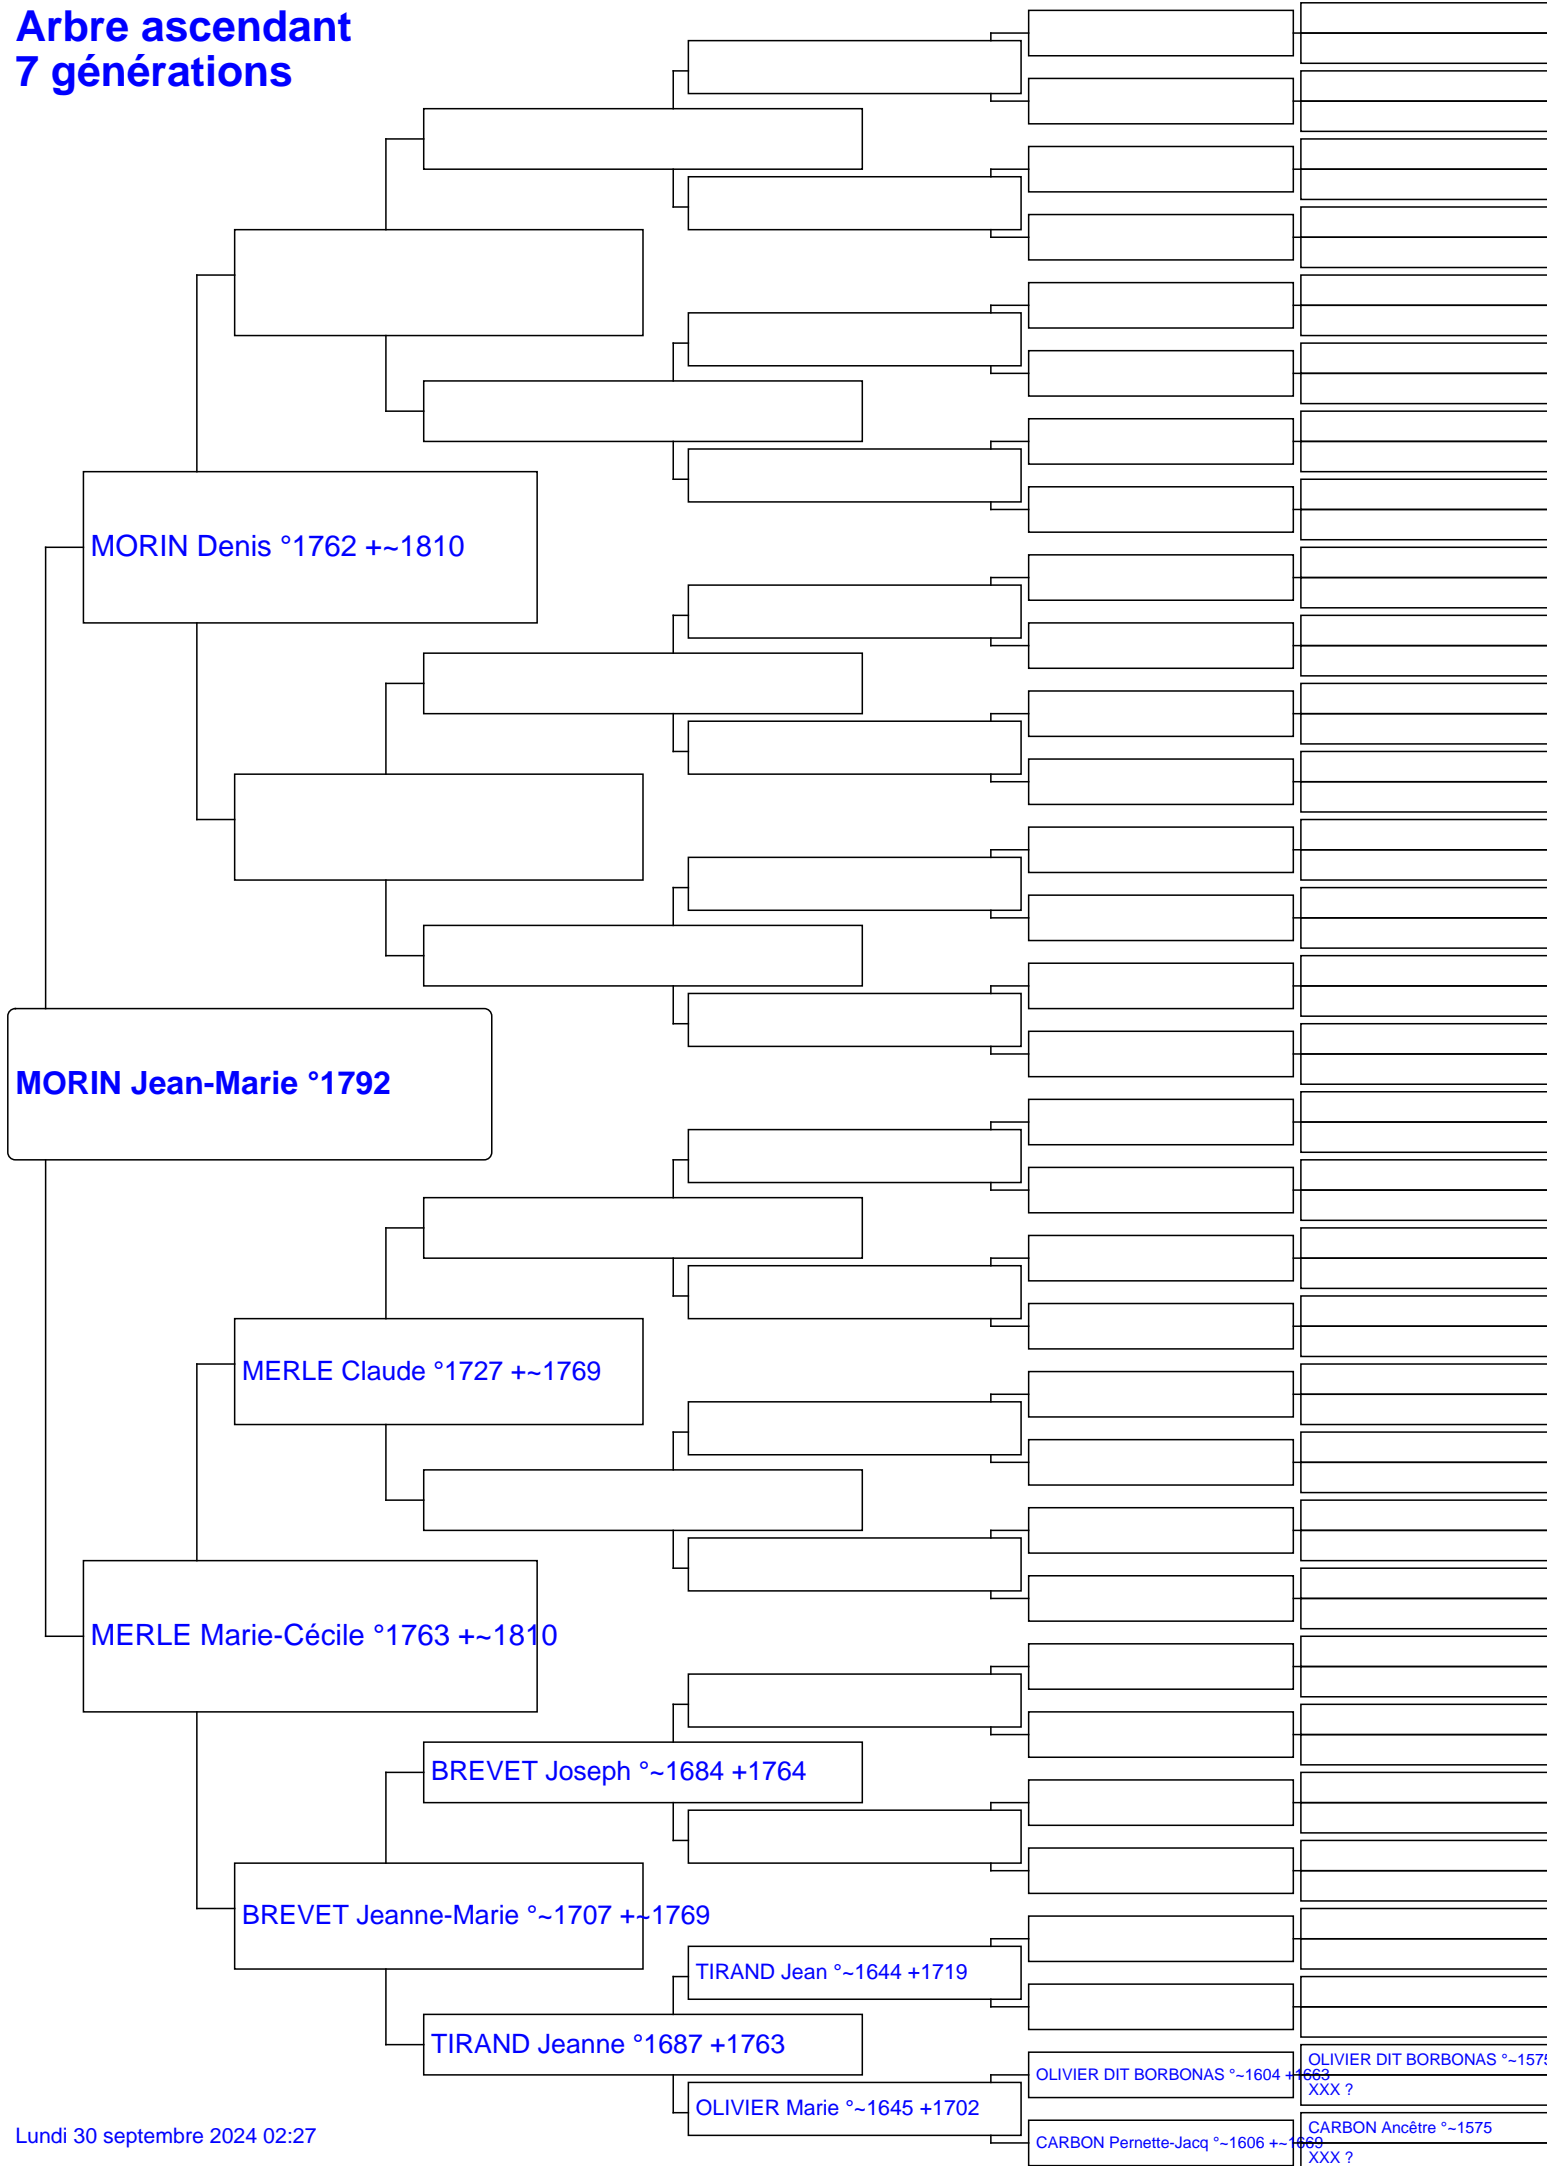 Arbre ascendant
7 générations
MORIN Denis °1762 +~1810
MORIN Jean-Marie °1792
MERLE Claude °1727 +~1769
MERLE Marie-Cécile °1763 +~1810
BREVET Joseph °~1684 +1764
BREVET Jeanne-Marie °~1707 +~1769
TIRAND Jean °~1644 +1719
TIRAND Jeanne °1687 +1763
OLIVIER DIT BORBONAS °~1575
OLIVIER DIT BORBONAS °~1604 +1663
XXX ?
OLIVIER Marie °~1645 +1702
CARBON Ancêtre °~1575
CARBON Pernette-Jacq °~1606 +~1669
XXX ?
Lundi 30 septembre 2024 02:27